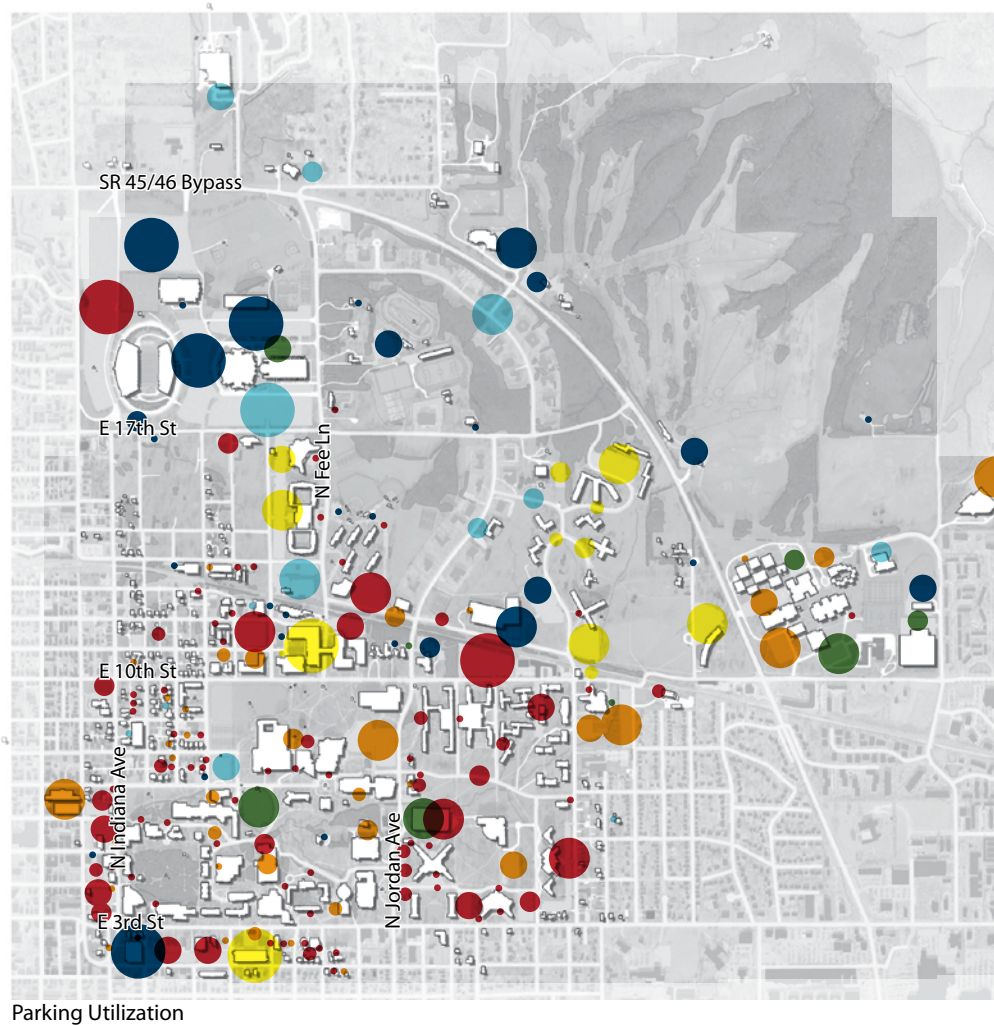 SR 45/46 Bypass
E 17th St
N Fee Ln
E 10th St
N Indiana Ave
N Jordan Ave
E 3rd St
Parking Utilization